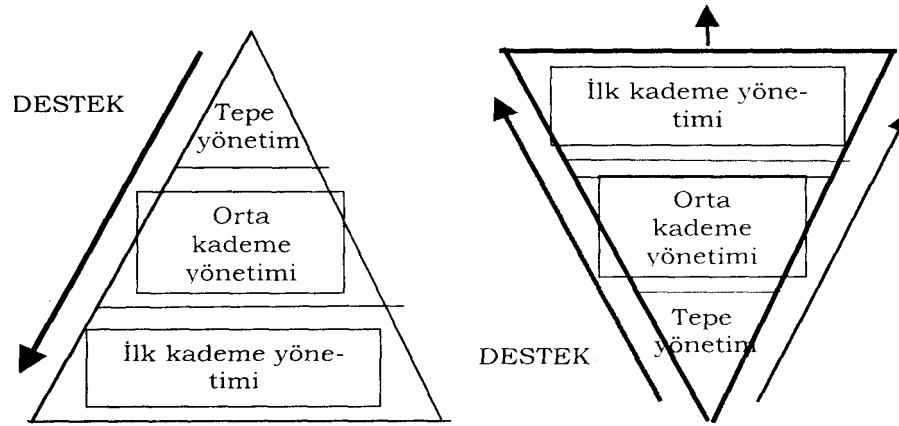 DESTEK
Tepe
yönetim
Orta
kademe
yönetimi
İlk kademe yöne-
timi
İlk kademe yöne-
timi
Orta
kademe
yönetimi
Tepe
yönetim
DESTEK